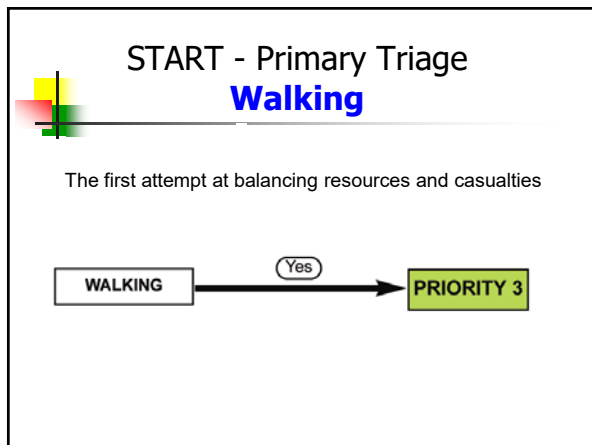 START - Primary Triage
Walking
The first attempt at balancing resources and casualties
Yes
WALKING
PRIORITY 3